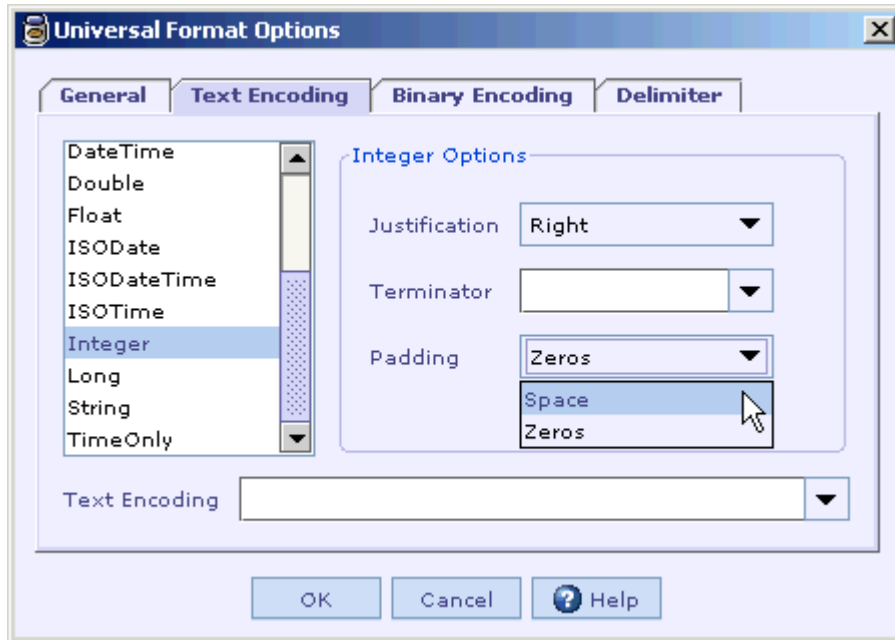 Universal Format Options
General Text Encoding Binary Encoding Delimiter
DateTime
Double
Float
ISODate
ISODateTime
ISOTime
Integer
Long
String
TimeOnly
Integer Options
Justification Right
Terminator
Padding Zeros
Space
Zeros
Text Encoding
OK Cancel ? Help